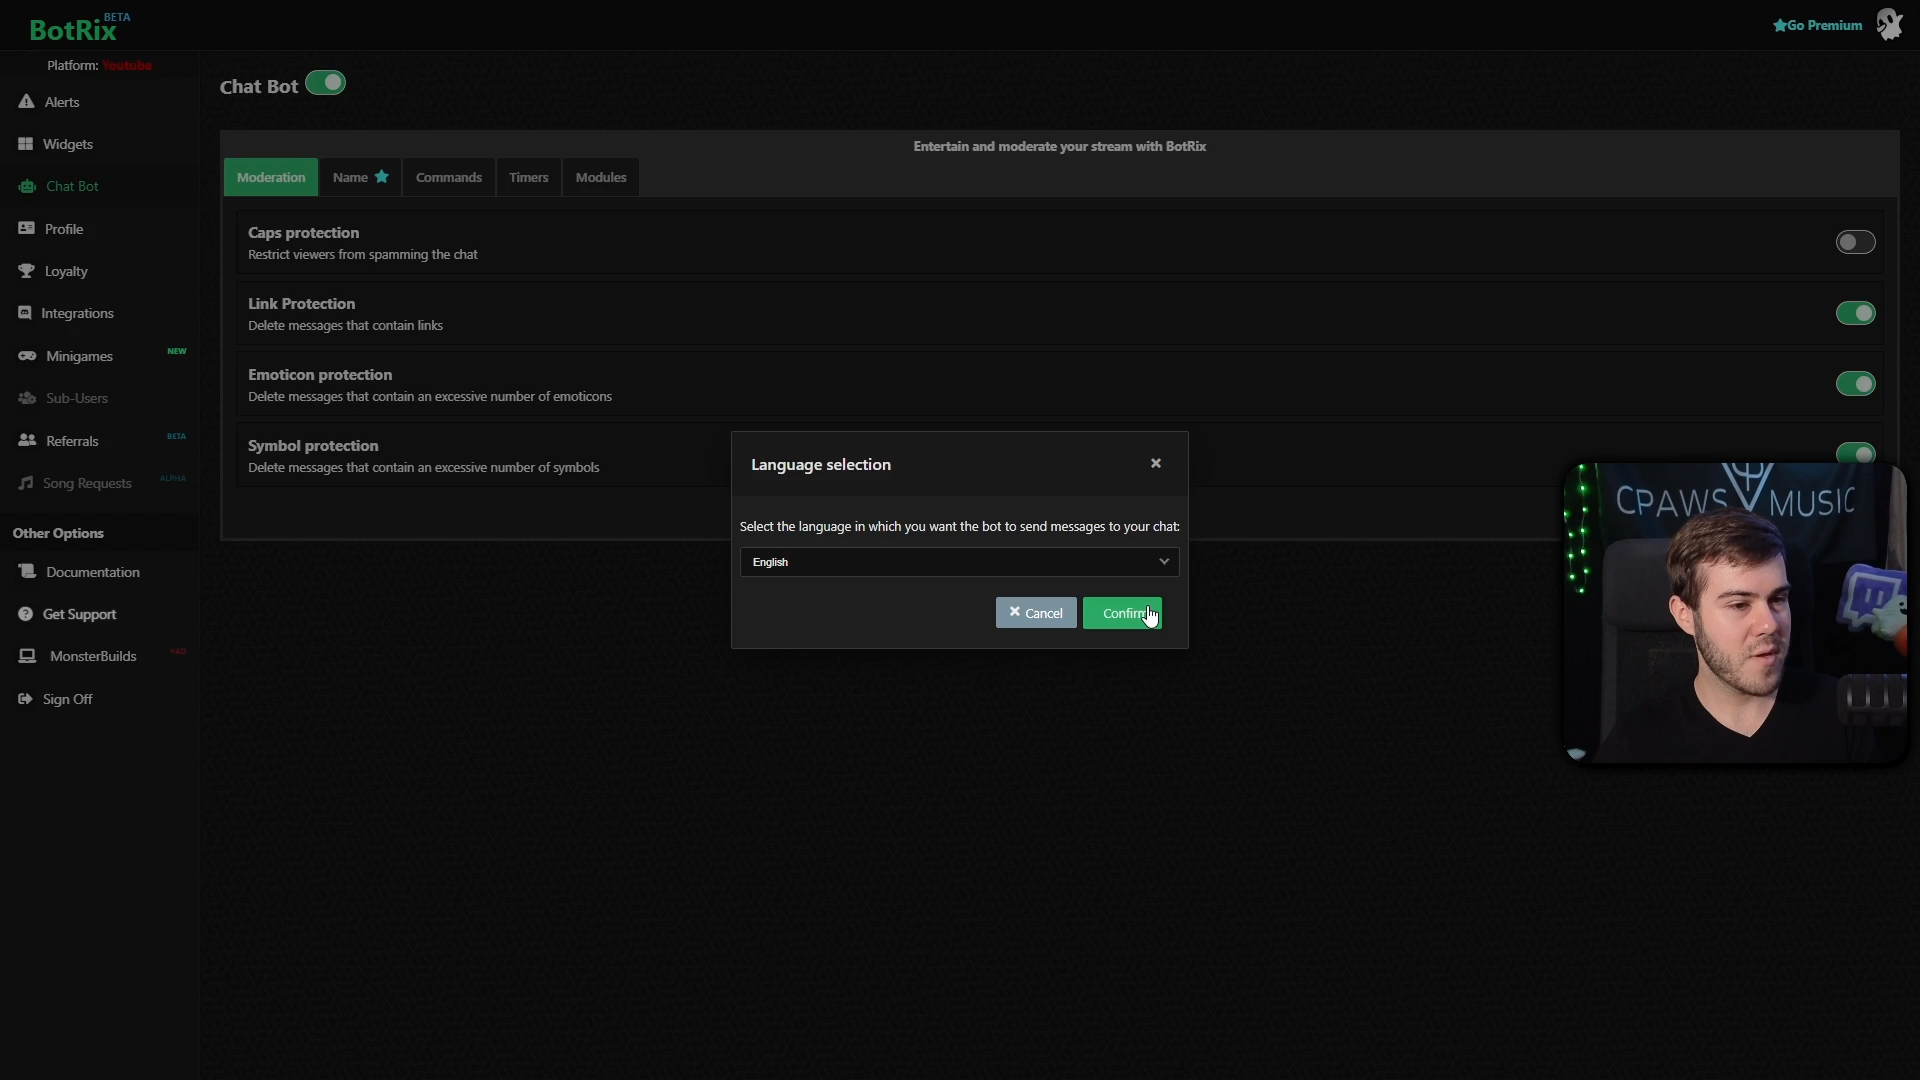 BotRix BETA
Go Premium
Platform: Youtube
Alerts
Widgets
Chat Bot
Profile
Loyalty
Integrations
Minigames NEW
Sub-Users
Referrals BETA
Song Requests ALPHA
Other Options
Documentation
Get Support
MonsterBuilds #AD
Sign Off
Chat Bot
Entertain and moderate your stream with BotRix
Moderation Name Commands Timers Modules
Caps protection
Restrict viewers from spamming the chat
Link Protection
Delete messages that contain links
Emoticon protection
Delete messages that contain an excessive number of emoticons
Symbol protection
Delete messages that contain an excessive number of symbols
Language selection
Select the language in which you want the bot to send messages to your chat:
English
Cancel Confirm
CPAWS MUSIC